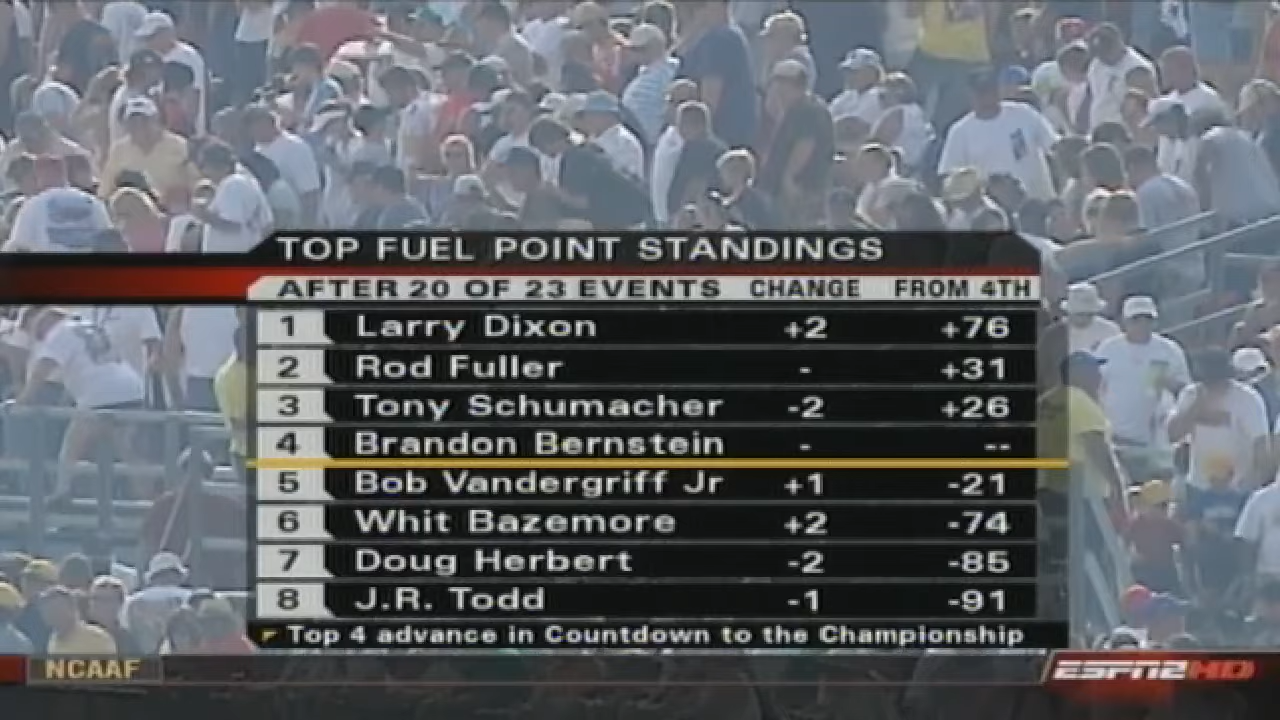 TOP FUEL POINT STANDINGS
AFTER 20 OF 23 EVENTS CHANGE FROM 4TH
1 Larry Dixon +2 +76
2 Rod Fuller - +31
3 Tony Schumacher -2 +26
4 Brandon Bernstein - --
5 Bob Vandergriff Jr +1 -21
6 Whit Bazemore +2 -74
7 Doug Herbert -2 -85
8 J.R. Todd -1 -91
Top 4 advance in Countdown to the Championship
NCAAF ESPN2HD